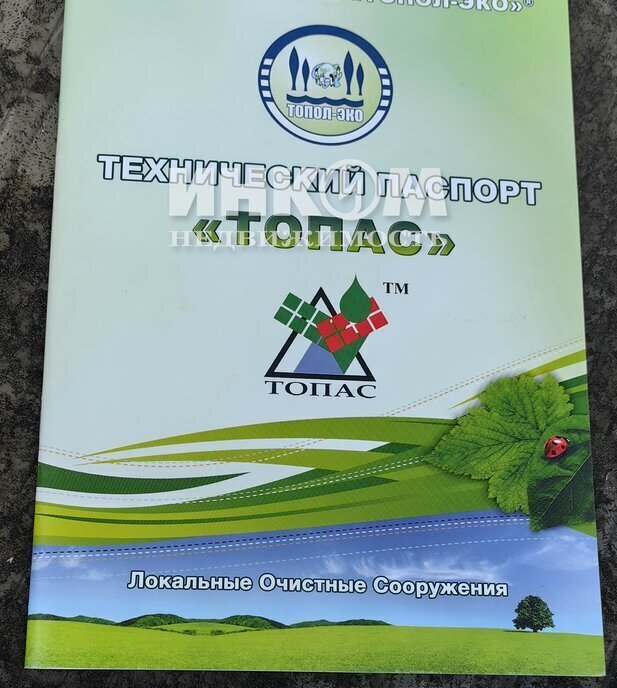 ТОПОЛ-ЭКО»®
ТОПОЛ-ЭКО
ТЕХНИЧЕСКИЙ ПАСПОРТ
ИНКОМ
«ТОПАС»
НЕДВИЖИМОСТЬ
TM
ТОПАС
Локальные Очистные Сооружения